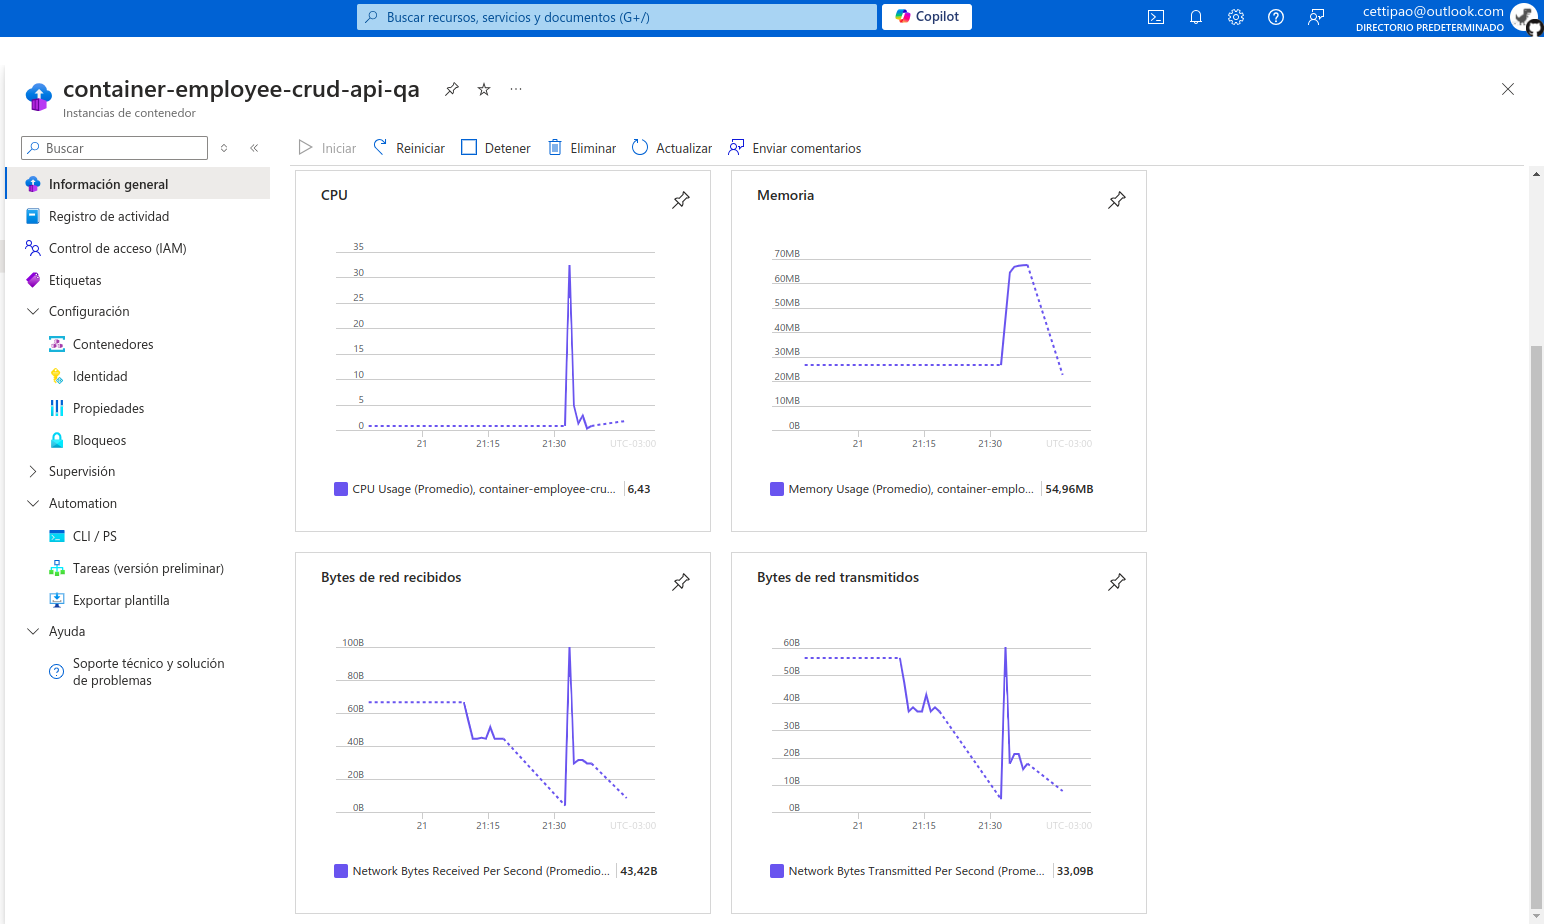 Buscar recursos, servicios y documentos (G+/)
Copilot
cettipao@outlook.com
DIRECTORIO PREDETERMINADO
container-employee-crud-api-qa
Instancias de contenedor
Buscar
Información general
Registro de actividad
Control de acceso (IAM)
Etiquetas
Configuración
Contenedores
Identidad
Propiedades
Bloqueos
Supervisión
Automation
CLI / PS
Tareas (versión preliminar)
Exportar plantilla
Ayuda
Soporte técnico y solución
de problemas
Iniciar
Reiniciar
Detener
Eliminar
Actualizar
Enviar comentarios
CPU
35
30
25
20
15
10
5
0
21
21:15
21:30
UTC-03:00
CPU Usage (Promedio), container-employee-cru...
6,43
Memoria
70MB
60MB
50MB
40MB
30MB
20MB
10MB
0B
21
21:15
21:30
UTC-03:00
Memory Usage (Promedio), container-emplo...
54,96MB
Bytes de red recibidos
100B
80B
60B
40B
20B
0B
21
21:15
21:30
UTC-03:00
Network Bytes Received Per Second (Promedio...
43,42B
Bytes de red transmitidos
60B
50B
40B
30B
20B
10B
0B
21
21:15
21:30
UTC-03:00
Network Bytes Transmitted Per Second (Prome...
33,09B